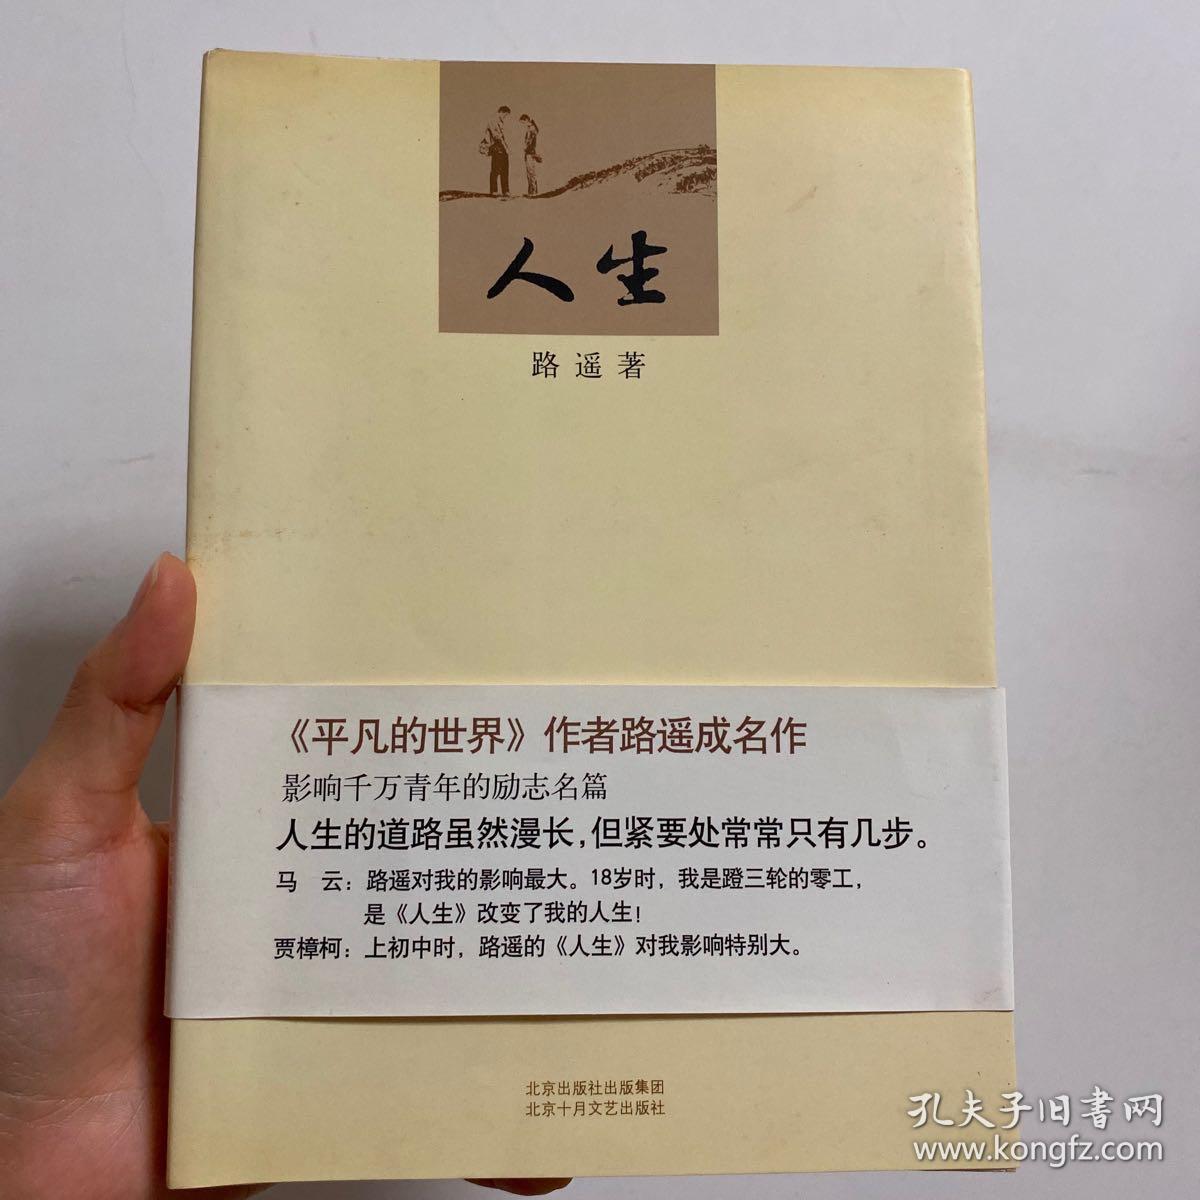 人生
路遥著
《平凡的世界》作者路遥成名作
影响千万青年的励志名篇
人生的道路虽然漫长，但紧要处常常只有几步。
马　云：路遥对我的影响最大。18岁时，我是蹬三轮的零工，
是《人生》改变了我的人生！
贾樟柯：上初中时，路遥的《人生》对我影响特别大。
北京出版社出版集团
北京十月文艺出版社
孔夫子旧书网
www.kongfz.com